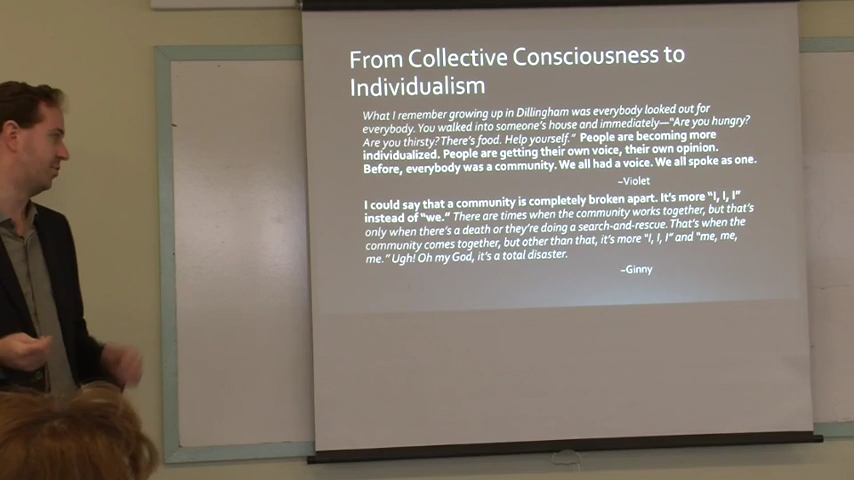 From Collective Consciousness to
Individualism
What I remember growing up in Dillingham was everybody looked out for
everybody. You walked into someone's house and immediately—"Are you hungry?
Are you thirsty? There's food. Help yourself." People are becoming more
individualized. People are getting their own voice, their own opinion.
Before, everybody was a community. We all had a voice. We all spoke as one.
–Violet
I could say that a community is completely broken apart. It's more "I, I, I"
instead of "we." There are times when the community works together, but that's
only when there's a death or they're doing a search-and-rescue. That's when the
community comes together, but other than that, it's more "I, I, I" and "me, me,
me." Ugh! Oh my God, it's a total disaster.
–Ginny